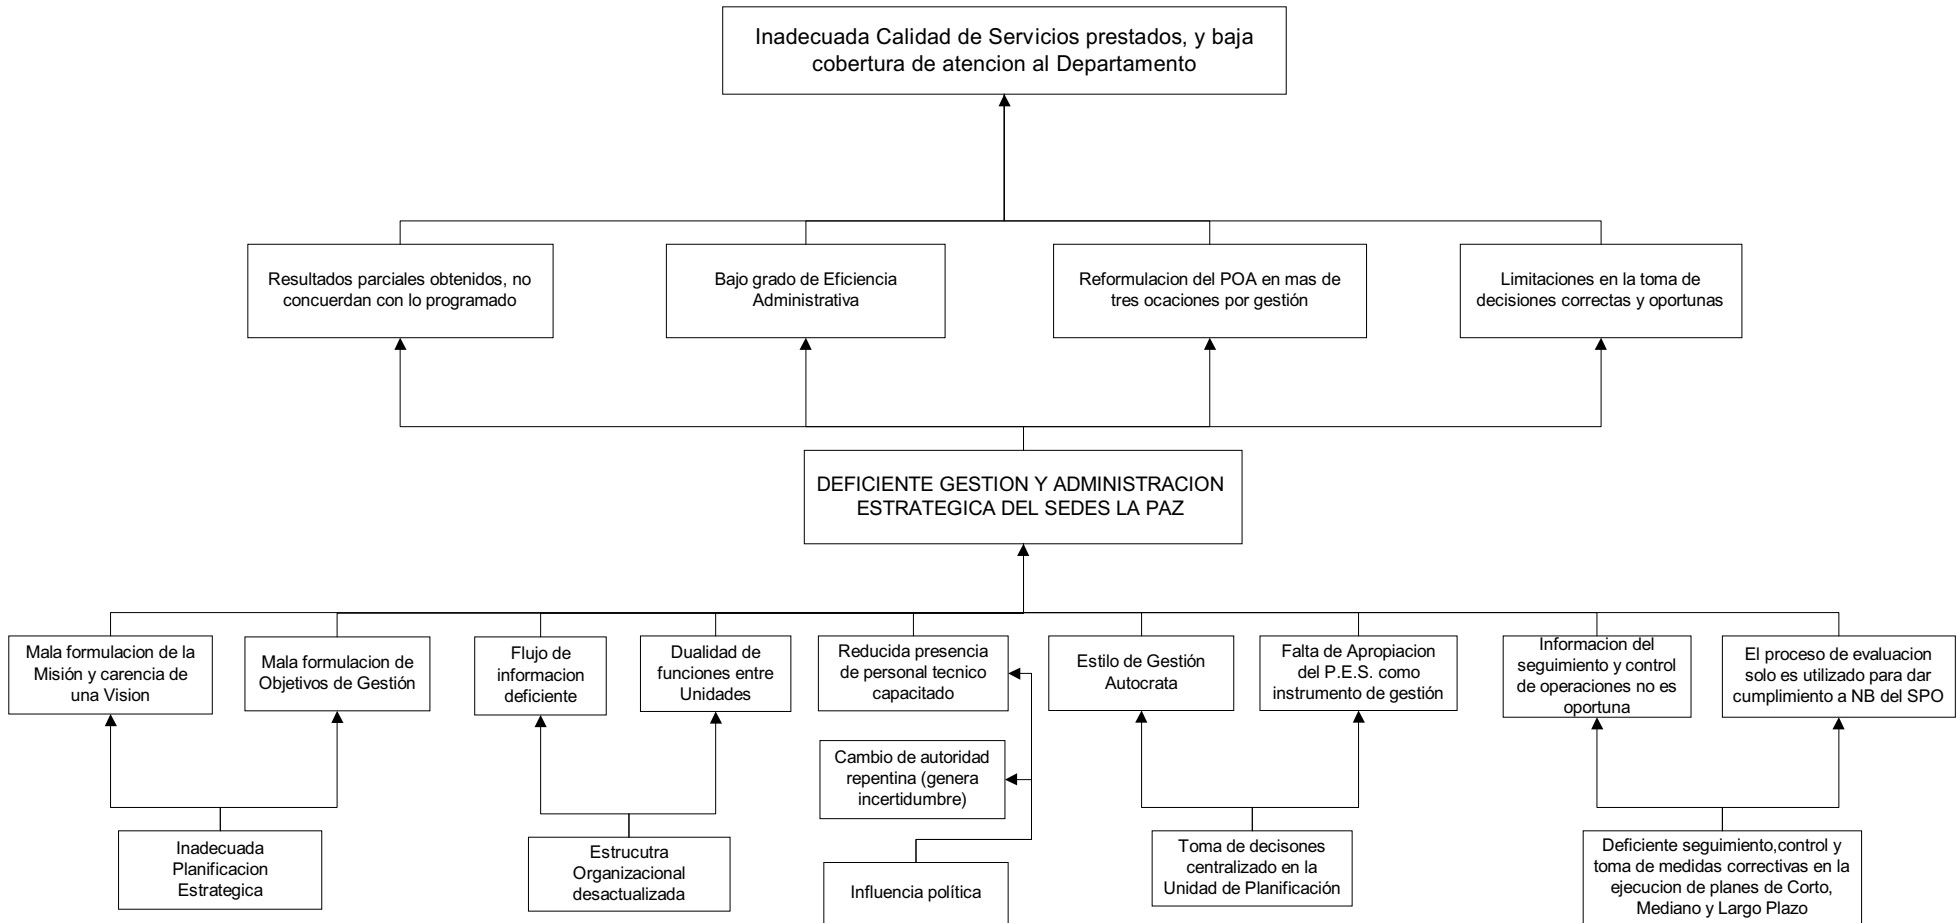 Inadecuada Calidad de Servicios prestados, y baja
cobertura de atencion al Departamento
Resultados parciales obtenidos, no
concuerdan con lo programado
Bajo grado de Eficiencia
Administrativa
Reformulacion del POA en mas de
tres ocaciones por gestión
Limitaciones en la toma de
decisiones correctas y oportunas
DEFICIENTE GESTION Y ADMINISTRACION
ESTRATEGICA DEL SEDES LA PAZ
Mala formulacion de la
Misión y carencia de
una Vision
Mala formulacion de
Objetivos de Gestión
Flujo de
informacion
deficiente
Dualidad de
funciones entre
Unidades
Reducida presencia
de personal tecnico
capacitado
Estilo de Gestión
Autocrata
Falta de Apropiacion
del P.E.S. como
instrumento de gestión
Informacion del
seguimiento y control
de operaciones no es
oportuna
El proceso de evaluacion
solo es utilizado para dar
cumplimiento a NB del SPO
Cambio de autoridad
repentina (genera
incertidumbre)
Inadecuada
Planificacion
Estrategica
Estrucutra
Organizacional
desactualizada
Influencia política
Toma de decisones
centralizado en la
Unidad de Planificación
Deficiente seguimiento,control y
toma de medidas correctivas en la
ejecucion de planes de Corto,
Mediano y Largo Plazo